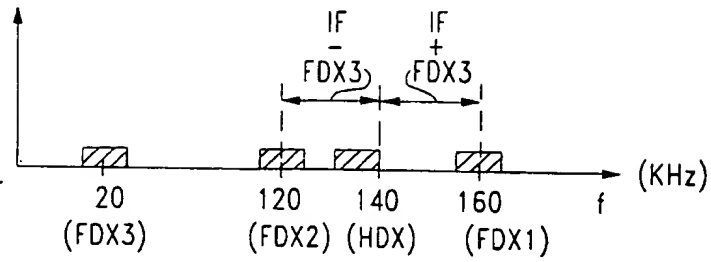 IF IF
- +
FDX3 FDX3
20 120 140 160 f (KHz)
(FDX3) (FDX2) (HDX) (FDX1)